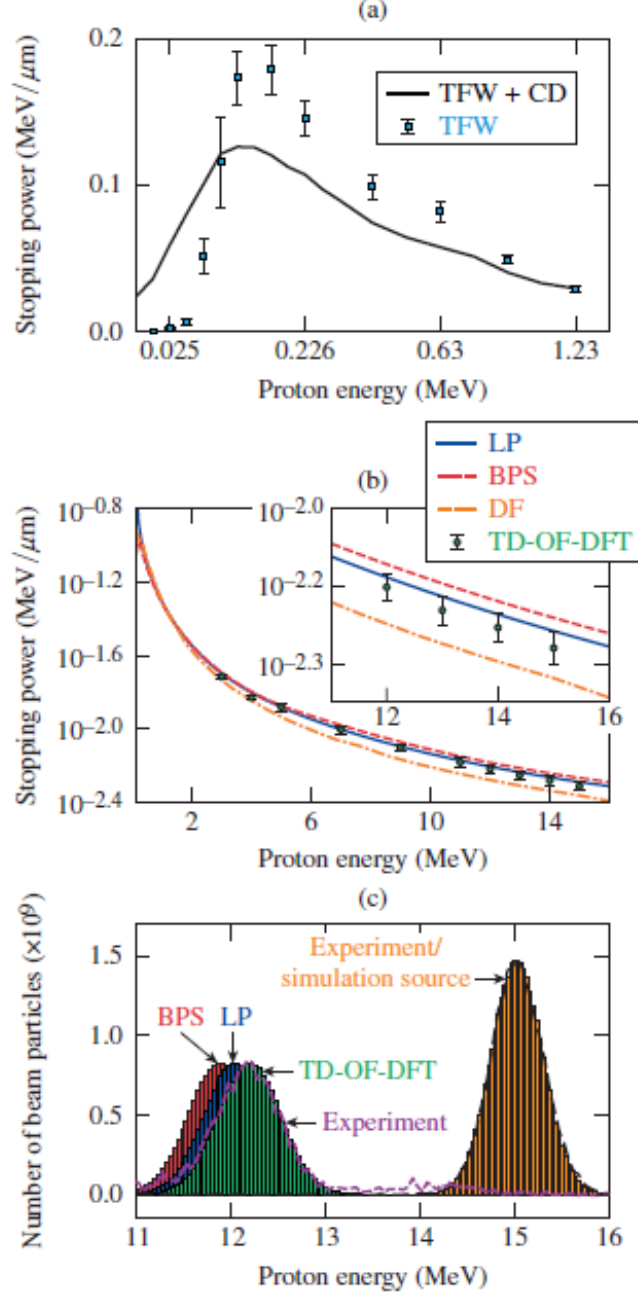 (a)
Stopping power (MeV/μm)
0.2
0.1
0.0
TFW + CD
TFW
0.025 0.226 0.63 1.23
Proton energy (MeV)
(b)
LP
BPS
DF
TD-OF-DFT
Stopping power (MeV/μm)
10^–0.8
10^–1.2
10^–1.6
10^–2.0
10^–2.4
10^–2.0
10^–2.2
10^–2.3
12 14 16
2 6 10 14
Proton energy (MeV)
(c)
Number of beam particles (×10^9)
1.5
1.0
0.5
0.0
Experiment/
simulation source
BPS LP
TD-OF-DFT
Experiment
11 12 13 14 15 16
Proton energy (MeV)